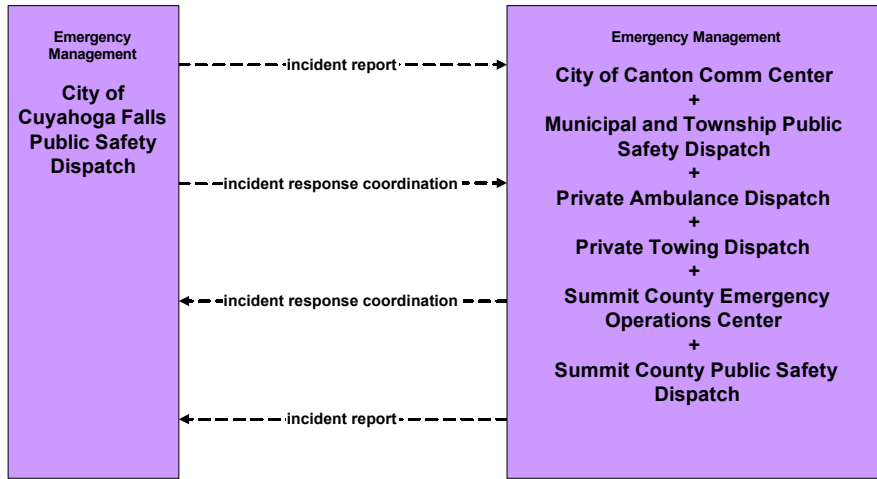 Emergency
Management
City of
Cuyahoga Falls
Public Safety
Dispatch
incident report
incident response coordination
incident response coordination
incident report
Emergency Management
City of Canton Comm Center
+
Municipal and Township Public
Safety Dispatch
+
Private Ambulance Dispatch
+
Private Towing Dispatch
+
Summit County Emergency
Operations Center
+
Summit County Public Safety
Dispatch